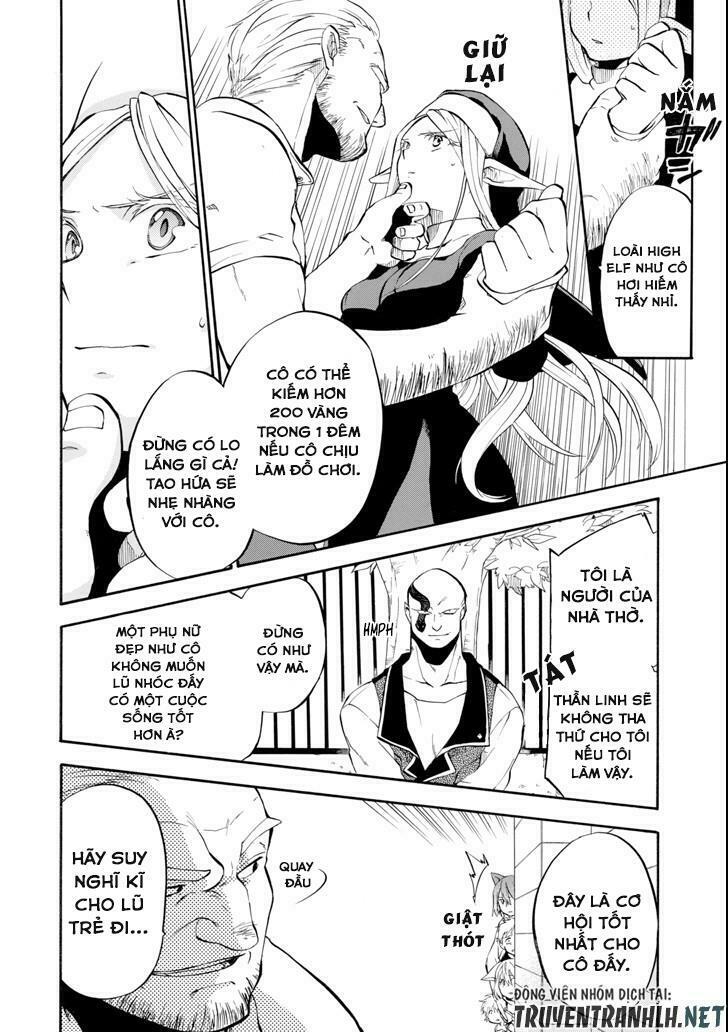 NẮM
LOÀI HIGH
ELF NHƯ CÔ
HƠI HIẾM
THẤY NHỈ.
GIỮ
LẠI
CÔ CÓ THỂ
KIẾM HƠN
200 VÀNG
TRONG 1 ĐÊM
NẾU CÔ CHỊU
LÀM ĐỒ CHƠI.
ĐỪNG CÓ LO
LẮNG GÌ CẢ!
TAO HỨA SẼ
NHẸ NHÀNG
VỚI CÔ.
TÔI LÀ
NGƯỜI CỦA
NHÀ THỜ.
TÁT
THẦN LINH SẼ
KHÔNG THA
THỨ CHO TÔI
NẾU TÔI
LÀM VẬY.
HMPH
ĐỪNG
CÓ NHƯ
VẬY MÀ.
MỘT PHỤ NỮ
ĐẸP NHƯ CÔ
KHÔNG MUỐN
LŨ NHÓC ĐẤY
CÓ MỘT CUỘC
SỐNG TỐT
HƠN À?
ĐÂY LÀ CƠ
HỘI TỐT
NHẤT CHO
CÔ ĐẤY.
GIẬT
THÓT
QUAY
ĐẦU
HÃY SUY
NGHĨ KĨ
CHO LŨ
TRẺ ĐI...
ĐỘNG VIÊN NHÓM DỊCH TẠI:
TRUYENTRANHLH.NET